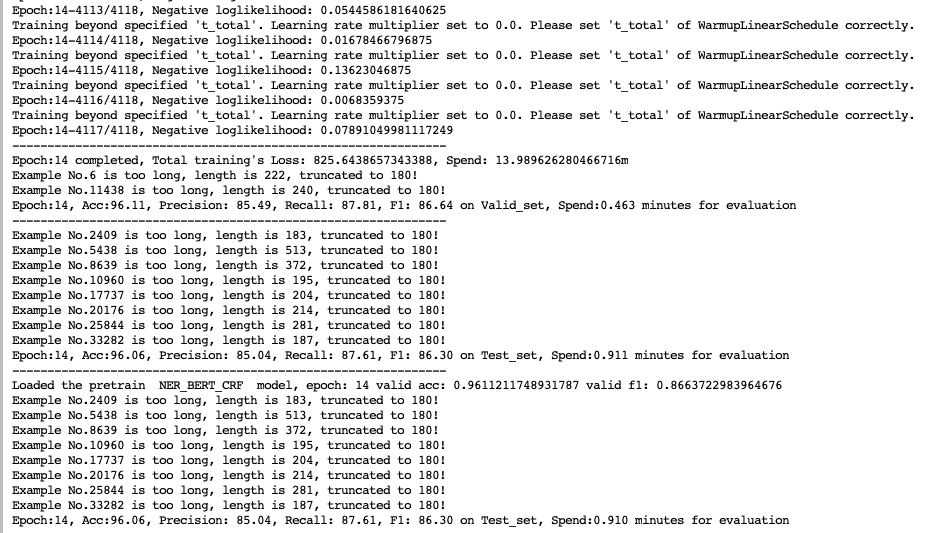 Epoch:14-4113/4118, Negative loglikelihood: 0.0544586181640625
Training beyond specified 't_total'. Learning rate multiplier set to 0.0. Please set 't_total' of WarmupLinearSchedule correctly.
Epoch:14-4114/4118, Negative loglikelihood: 0.01678466796875
Training beyond specified 't_total'. Learning rate multiplier set to 0.0. Please set 't_total' of WarmupLinearSchedule correctly.
Epoch:14-4115/4118, Negative loglikelihood: 0.13623046875
Training beyond specified 't_total'. Learning rate multiplier set to 0.0. Please set 't_total' of WarmupLinearSchedule correctly.
Epoch:14-4116/4118, Negative loglikelihood: 0.0068359375
Training beyond specified 't_total'. Learning rate multiplier set to 0.0. Please set 't_total' of WarmupLinearSchedule correctly.
Epoch:14-4117/4118, Negative loglikelihood: 0.07891049981117249
--------------------------------------------------------------
Epoch:14 completed, Total training's Loss: 825.6438657343388, Spend: 13.989626280466716m
Example No.6 is too long, length is 222, truncated to 180!
Example No.11438 is too long, length is 240, truncated to 180!
Epoch:14, Acc:96.11, Precision: 85.49, Recall: 87.81, F1: 86.64 on Valid_set, Spend:0.463 minutes for evaluation
--------------------------------------------------------------
Example No.2409 is too long, length is 183, truncated to 180!
Example No.5438 is too long, length is 513, truncated to 180!
Example No.8639 is too long, length is 372, truncated to 180!
Example No.10960 is too long, length is 195, truncated to 180!
Example No.17737 is too long, length is 204, truncated to 180!
Example No.20176 is too long, length is 214, truncated to 180!
Example No.25844 is too long, length is 281, truncated to 180!
Example No.33282 is too long, length is 187, truncated to 180!
Epoch:14, Acc:96.06, Precision: 85.04, Recall: 87.61, F1: 86.30 on Test_set, Spend:0.911 minutes for evaluation
--------------------------------------------------------------
Loaded the pretrain  NER_BERT_CRF  model, epoch: 14 valid acc: 0.9611211748931787 valid f1: 0.8663722983964676
Example No.2409 is too long, length is 183, truncated to 180!
Example No.5438 is too long, length is 513, truncated to 180!
Example No.8639 is too long, length is 372, truncated to 180!
Example No.10960 is too long, length is 195, truncated to 180!
Example No.17737 is too long, length is 204, truncated to 180!
Example No.20176 is too long, length is 214, truncated to 180!
Example No.25844 is too long, length is 281, truncated to 180!
Example No.33282 is too long, length is 187, truncated to 180!
Epoch:14, Acc:96.06, Precision: 85.04, Recall: 87.61, F1: 86.30 on Test_set, Spend:0.910 minutes for evaluation